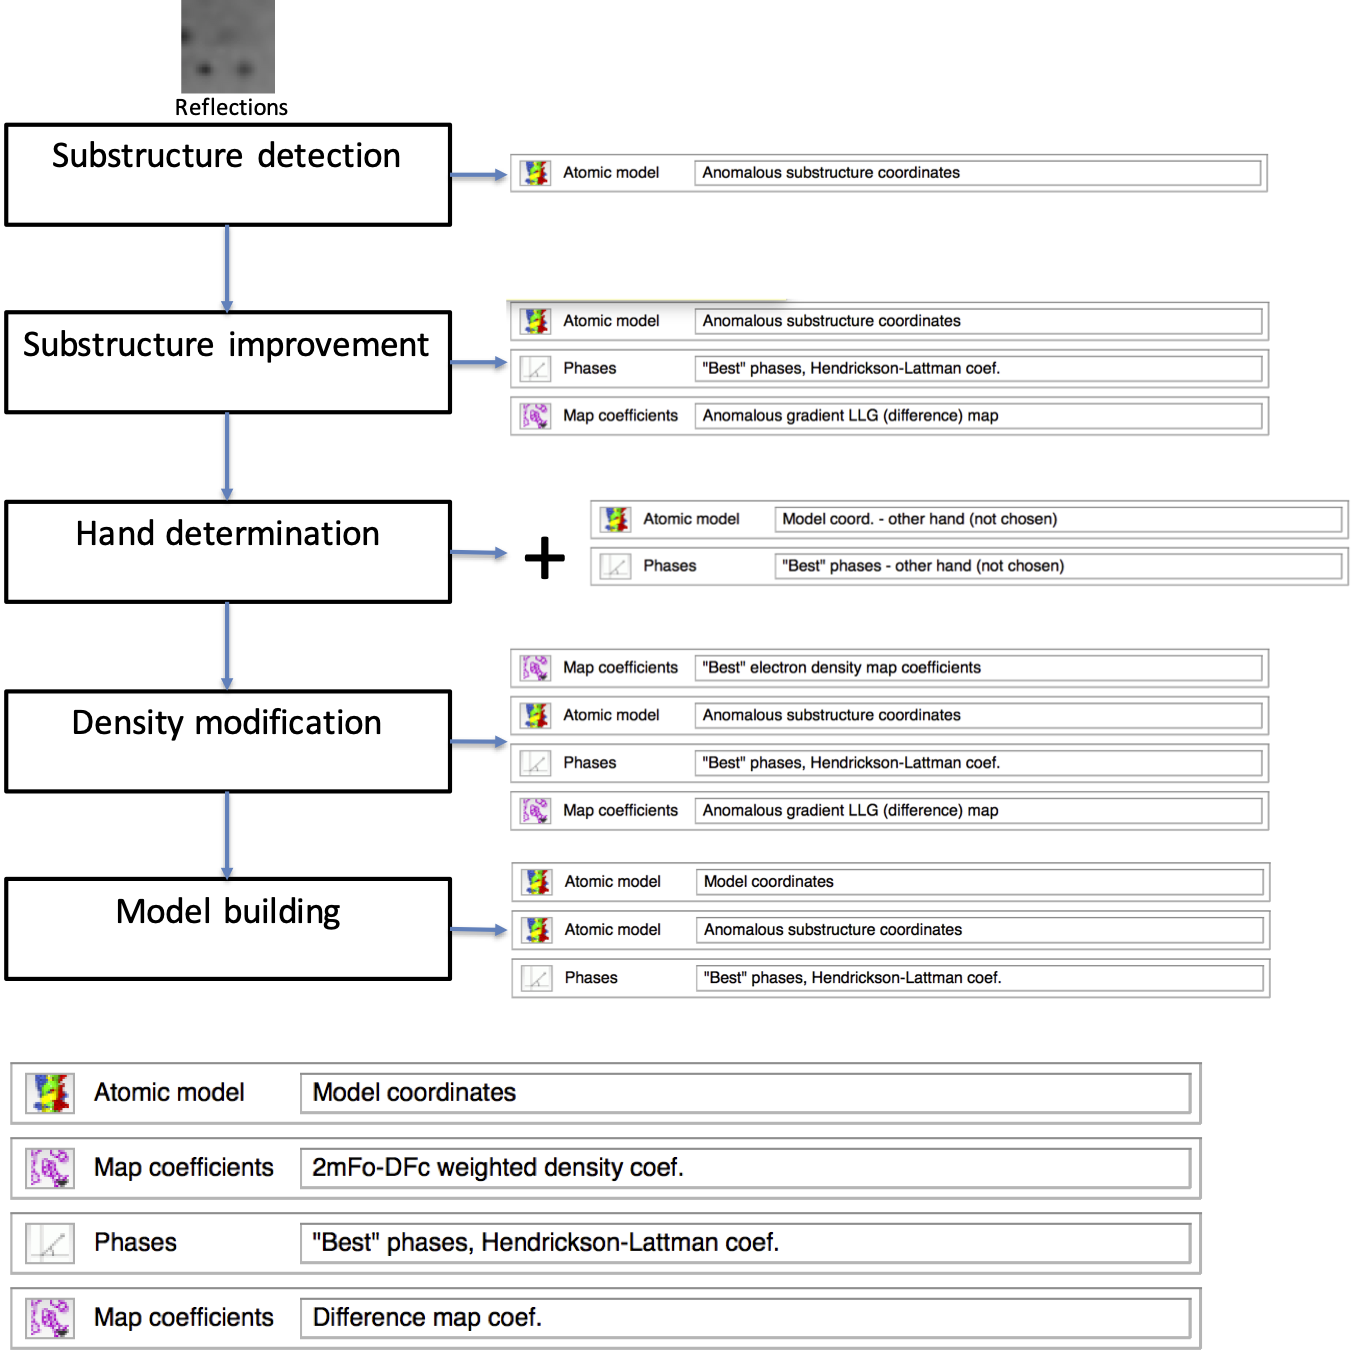 Reflections
Substructure detection
Atomic model Anomalous substructure coordinates
Substructure improvement
Atomic model Anomalous substructure coordinates
Phases "Best" phases, Hendrickson-Lattman coef.
Map coefficients Anomalous gradient LLG (difference) map
Hand determination
+
Atomic model Model coord. - other hand (not chosen)
Phases "Best" phases - other hand (not chosen)
Density modification
Map coefficients "Best" electron density map coefficients
Atomic model Anomalous substructure coordinates
Phases "Best" phases, Hendrickson-Lattman coef.
Map coefficients Anomalous gradient LLG (difference) map
Model building
Atomic model Model coordinates
Atomic model Anomalous substructure coordinates
Phases "Best" phases, Hendrickson-Lattman coef.
Atomic model Model coordinates
Map coefficients 2mFo-DFc weighted density coef.
Phases "Best" phases, Hendrickson-Lattman coef.
Map coefficients Difference map coef.